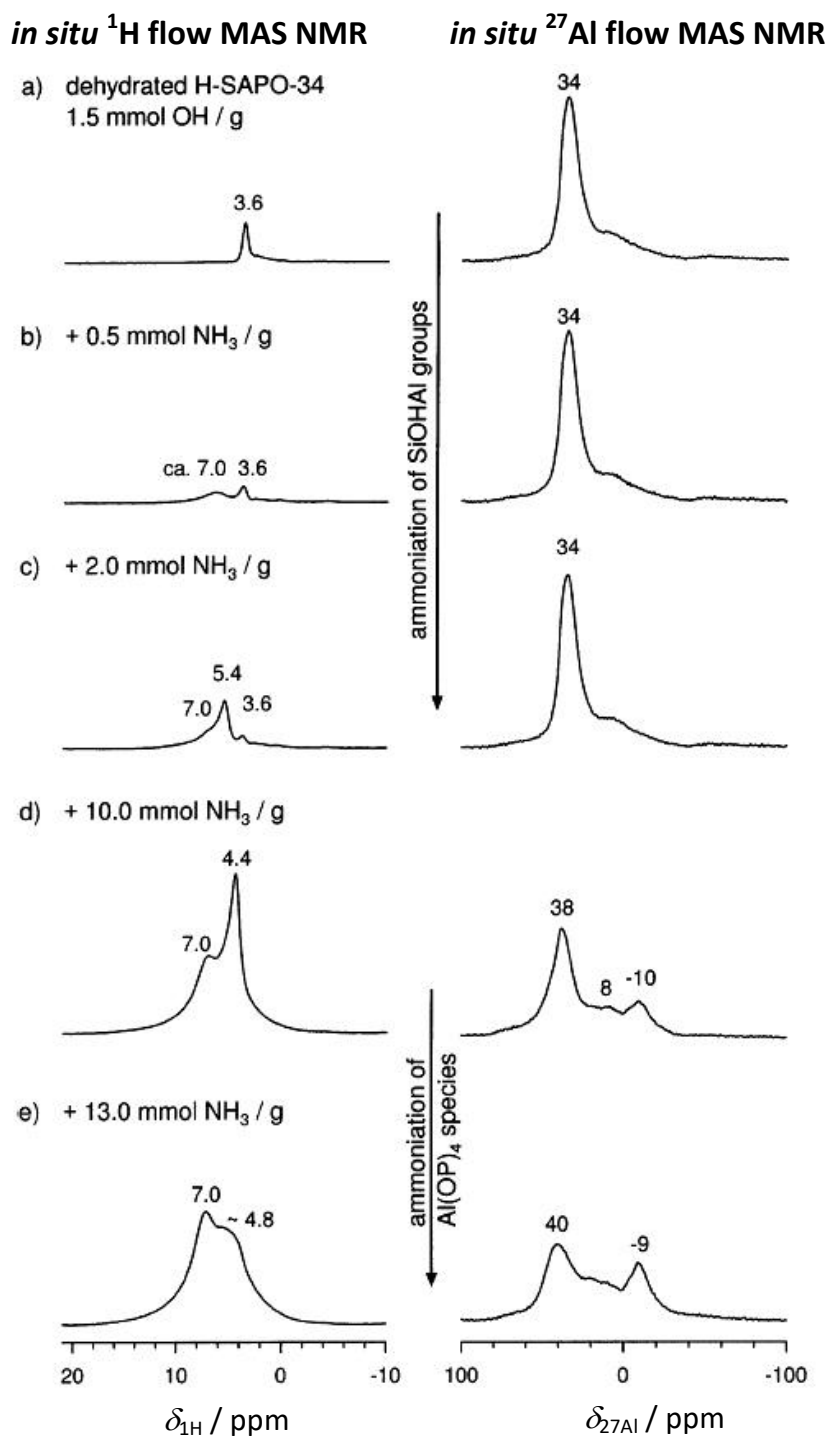 in situ ¹H flow MAS NMR
in situ ²⁷Al flow MAS NMR
a) dehydrated H-SAPO-34
1.5 mmol OH / g
3.6
34
b) + 0.5 mmol NH₃ / g
ca. 7.0 3.6
34
c) + 2.0 mmol NH₃ / g
5.4
7.0 3.6
34
ammoniation of SiOHAl groups
d) + 10.0 mmol NH₃ / g
4.4
7.0
38
8 -10
e) + 13.0 mmol NH₃ / g
7.0
~ 4.8
40
-9
ammoniation of
Al(OP)₄ species
20 10 0 -10
100 0 -100
δ₁H / ppm
δ₂₇Al / ppm